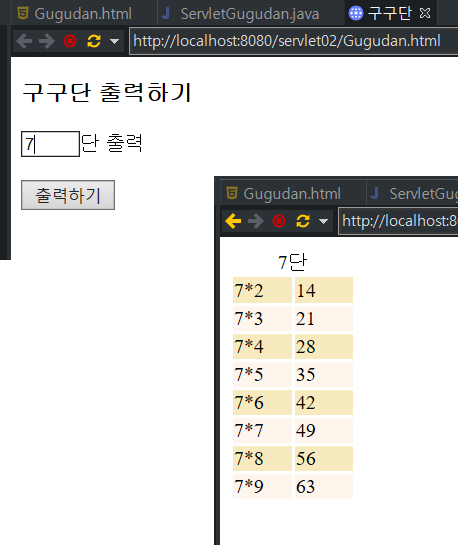 Gugudan.html ServletGugudan.java 구구단
http://localhost:8080/servlet02/Gugudan.html
구구단 출력하기
7단 출력
출력하기
Gugudan.html ServletGu
http://localhost:8
7단
7*2 14
7*3 21
7*4 28
7*5 35
7*6 42
7*7 49
7*8 56
7*9 63